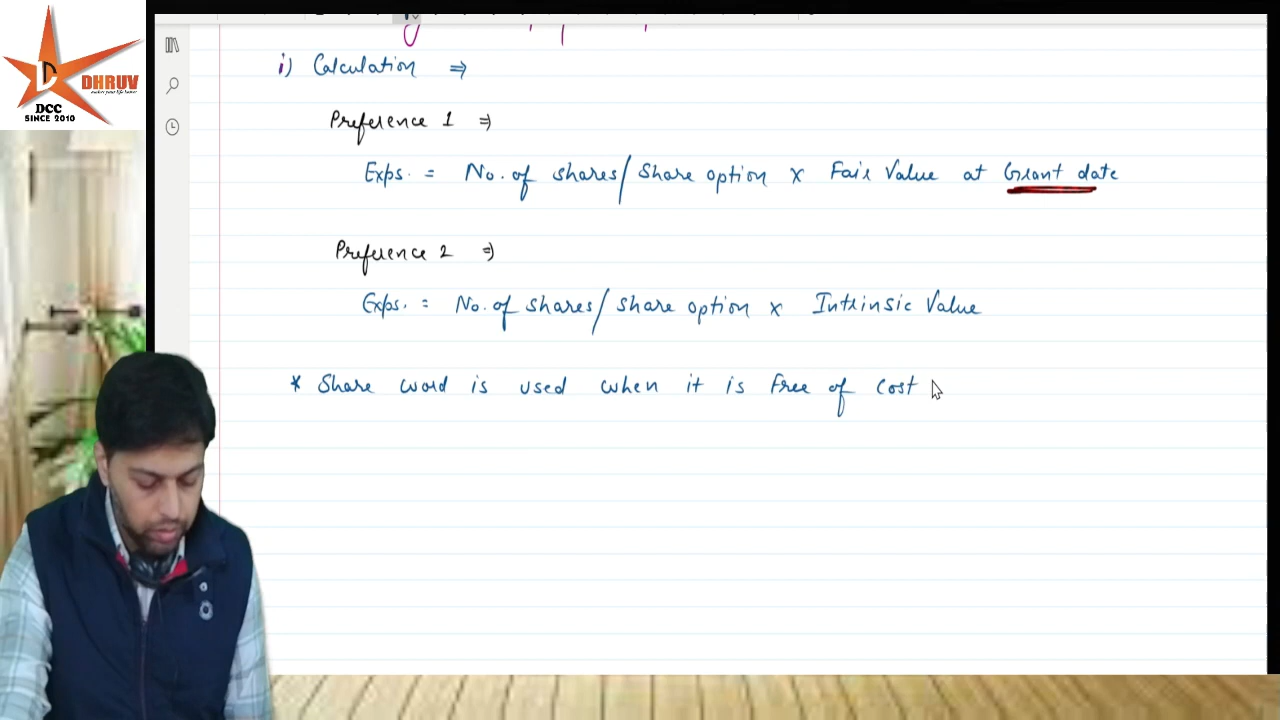 D
DHRUV
DCC
SINCE 2010
i) Calculation ⇒
Preference 1 ⇒
Exps. = No. of shares/Share option x Fair Value at Grant date
Preference 2 ⇒
Exps. = No. of shares/share option x Intrinsic Value
* Share word is used when it is free of cost